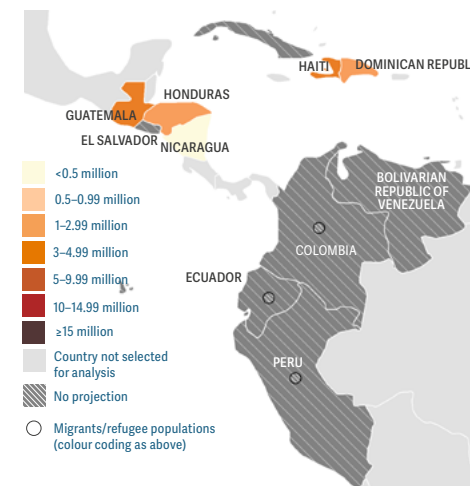 HAITI
DOMINICAN REPUBL
HONDURAS
GUATEMALA
EL SALVADOR
NICARAGUA
BOLIVARIAN
REPUBLIC OF
VENEZUELA
COLOMBIA
ECUADOR
PERU
<0.5 million
0.5–0.99 million
1–2.99 million
3–4.99 million
5–9.99 million
10–14.99 million
≥15 million
Country not selected
for analysis
No projection
Migrants/refugee populations
(colour coding as above)